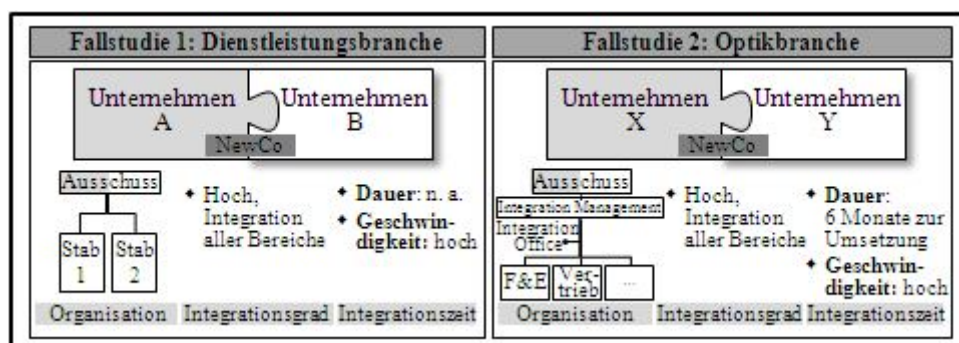 Fallstudie 1: Dienstleistungsbranche
Unternehmen
A
Unternehmen
B
NewCo
Ausschuss
Stab
1
Stab
2
Hoch,
Integration
aller Bereiche
Dauer: n. a.
Geschwin-
digkeit: hoch
Organisation
Integrationsgrad
Integrationszeit
Fallstudie 2: Optikbranche
Unternehmen
X
Unternehmen
Y
NewCo
Ausschuss
Integration Management
Integration
Office
F&E
Ver-
trieb
...
Hoch,
Integration
aller Bereiche
Dauer:
6 Monate zur
Umsetzung
Geschwin-
digkeit: hoch
Organisation
Integrationsgrad
Integrationszeit